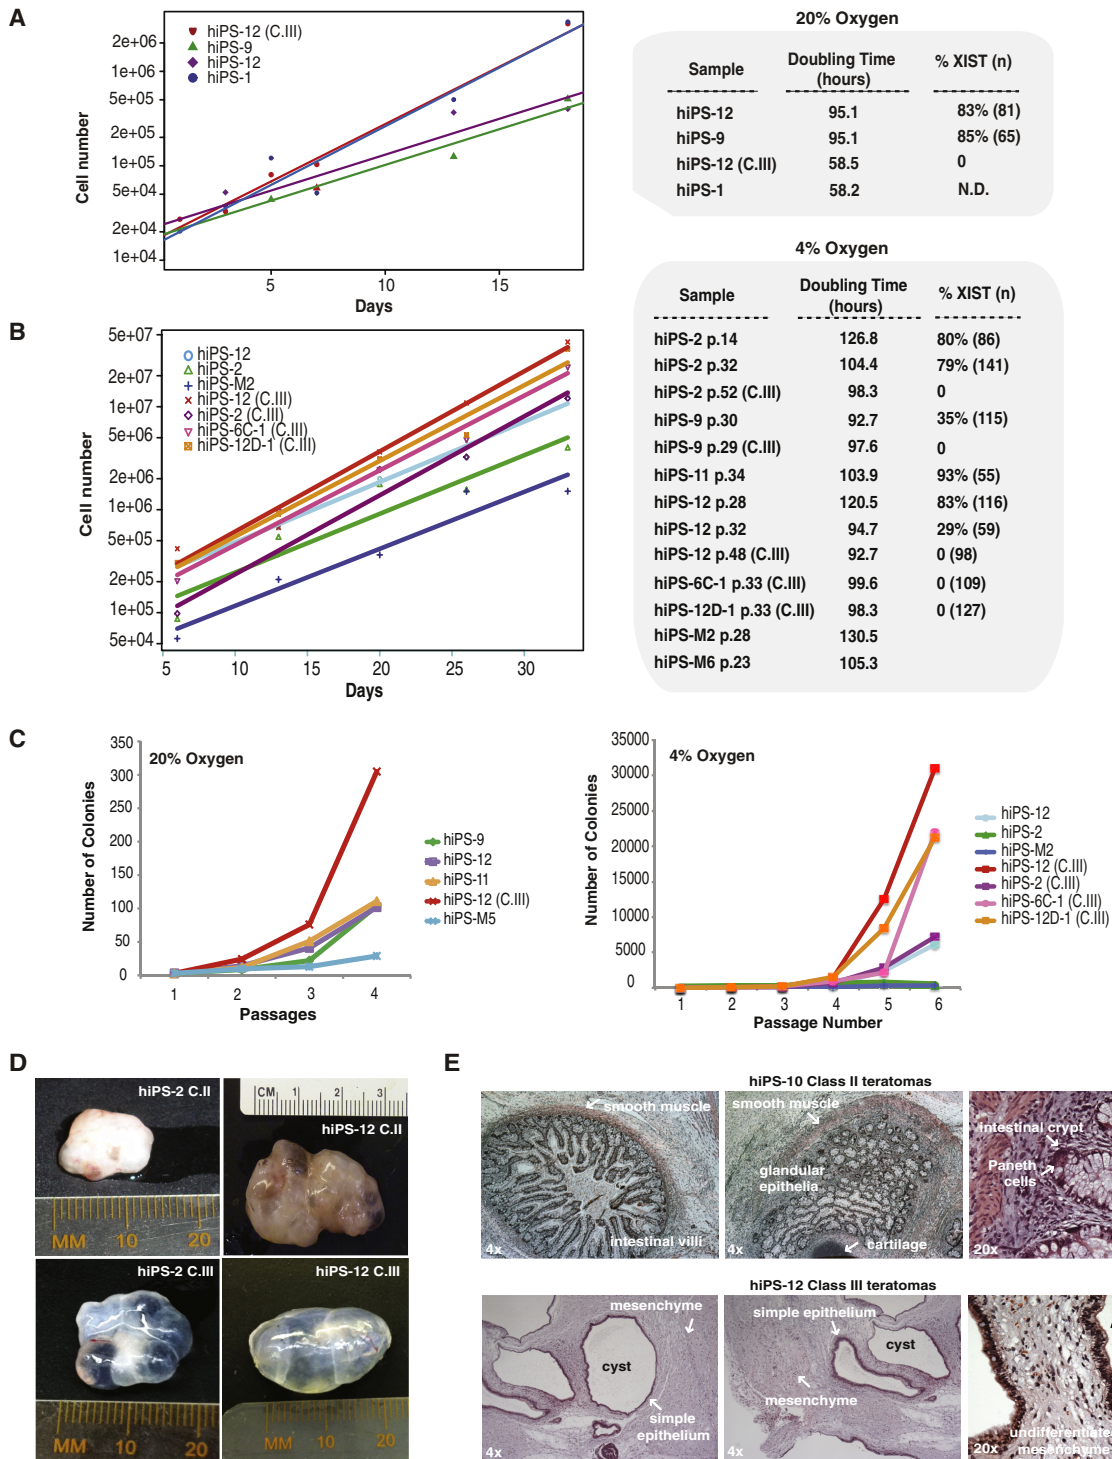 A
2e+06
1e+06
5e+05
2e+05
1e+05
5e+04
2e+04
1e+04
Cell number
hiPS-12 (C.III)
hiPS-9
hiPS-12
hiPS-1
5
10
15
Days
20% Oxygen
Sample
Doubling Time (hours)
% XIST (n)
hiPS-12 95.1 83% (81)
hiPS-9 95.1 85% (65)
hiPS-12 (C.III) 58.5 0
hiPS-1 58.2 N.D.
4% Oxygen
Sample
Doubling Time (hours)
% XIST (n)
hiPS-2 p.14 126.8 80% (86)
hiPS-2 p.32 104.4 79% (141)
hiPS-2 p.52 (C.III) 98.3 0
hiPS-9 p.30 92.7 35% (115)
hiPS-9 p.29 (C.III) 97.6 0
hiPS-11 p.34 103.9 93% (55)
hiPS-12 p.28 120.5 83% (116)
hiPS-12 p.32 94.7 29% (59)
hiPS-12 p.48 (C.III) 92.7 0 (98)
hiPS-6C-1 p.33 (C.III) 99.6 0 (109)
hiPS-12D-1 p.33 (C.III) 98.3 0 (127)
hiPS-M2 p.28 130.5
hiPS-M6 p.23 105.3
B
5e+07
2e+07
1e+07
5e+06
2e+06
1e+06
5e+05
2e+05
1e+05
5e+04
Cell number
hiPS-12
hiPS-2
hiPS-M2
hiPS-12 (C.III)
hiPS-2 (C.III)
hiPS-6C-1 (C.III)
hiPS-12D-1 (C.III)
5
10
15
20
25
30
Days
C
20% Oxygen
350
300
250
200
150
100
50
0
Number of Colonies
1
2
3
4
Passages
hiPS-9
hiPS-12
hiPS-11
hiPS-12 (C.III)
hiPS-M5
4% Oxygen
35000
30000
25000
20000
15000
10000
5000
0
Number of Colonies
1
2
3
4
5
6
Passage Number
hiPS-12
hiPS-2
hiPS-M2
hiPS-12 (C.III)
hiPS-2 (C.III)
hiPS-6C-1 (C.III)
hiPS-12D-1 (C.III)
D
hiPS-2 C.II
MM 10 20
CM 1 2 3
hiPS-12 C.II
hiPS-2 C.III
MM 10 20
hiPS-12 C.III
MM 10 20
E
hiPS-10 Class II teratomas
smooth muscle
intestinal villi
4x
smooth muscle
glandular
epithelia
cartilage
4x
intestinal crypt
Paneth
cells
20x
hiPS-12 Class III teratomas
mesenchyme
cyst
simple
epithelium
4x
simple epithelium
cyst
mesenchyme
4x
undifferentiate
mesenchyme
20x